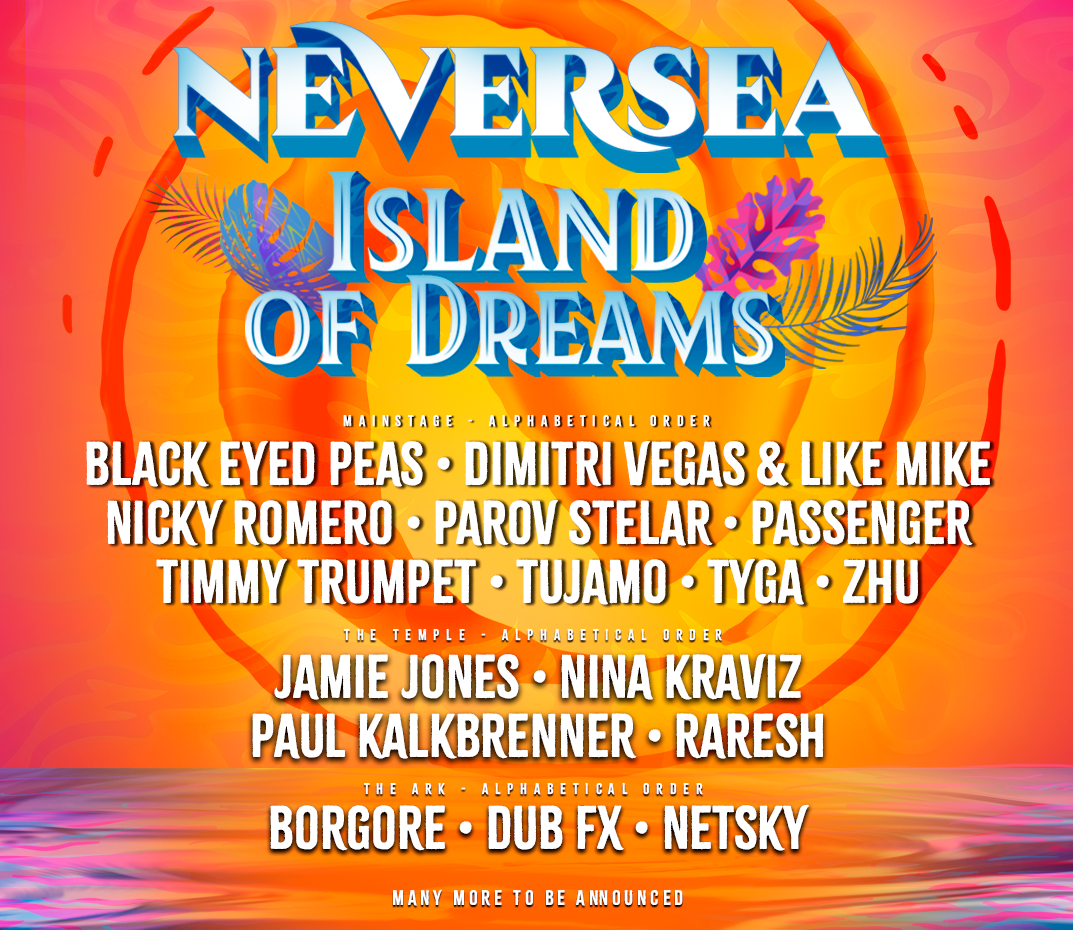 NEVERSEA
ISLAND
OF DREAMS
MAINSTAGE - ALPHABETICAL ORDER
BLACK EYED PEAS • DIMITRI VEGAS & LIKE MIKE
NICKY ROMERO • PAROV STELAR • PASSENGER
TIMMY TRUMPET • TUJAMO • TYGA • ZHU
THE TEMPLE - ALPHABETICAL ORDER
JAMIE JONES • NINA KRAVIZ
PAUL KALKBRENNER • RARESH
THE ARK - ALPHABETICAL ORDER
BORGORE • DUB FX • NETSKY
MANY MORE TO BE ANNOUNCED